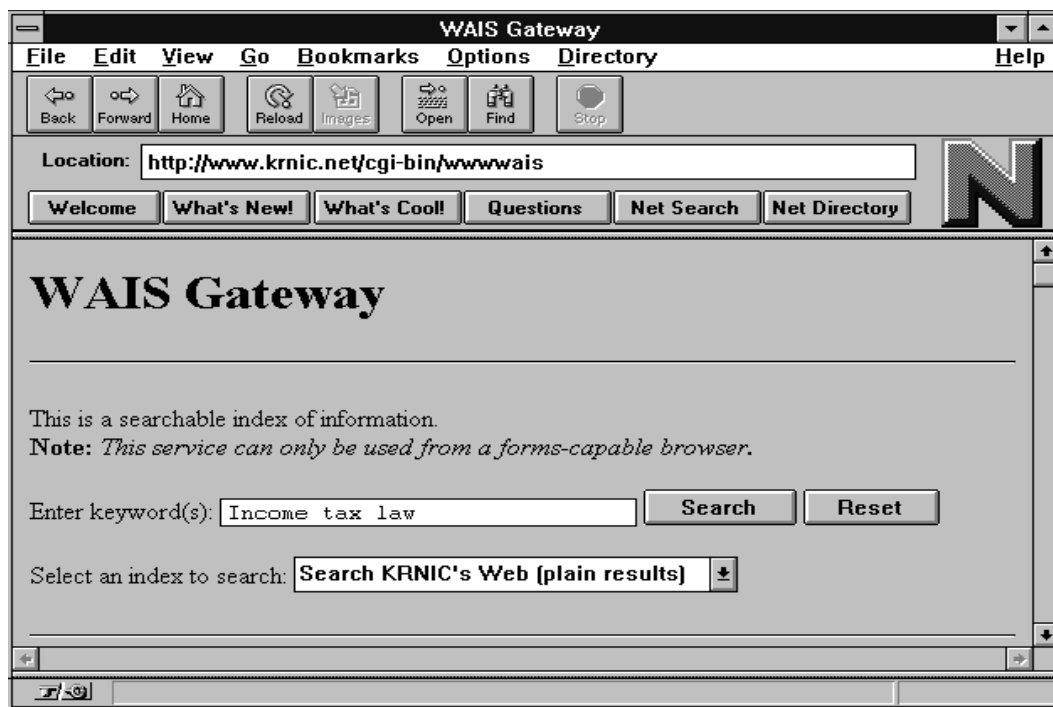 WAIS Gateway
File Edit View Go Bookmarks Options Directory Help
Back Forward Home Reload Images Open Find Stop
Location: http://www.krnic.net/cgi-bin/wwwwais
Welcome What's New! What's Cool! Questions Net Search Net Directory
N
WAIS Gateway
This is a searchable index of information.
Note: This service can only be used from a forms-capable browser.
Enter keyword(s): Income tax law Search Reset
Select an index to search: Search KRNIC's Web (plain results)